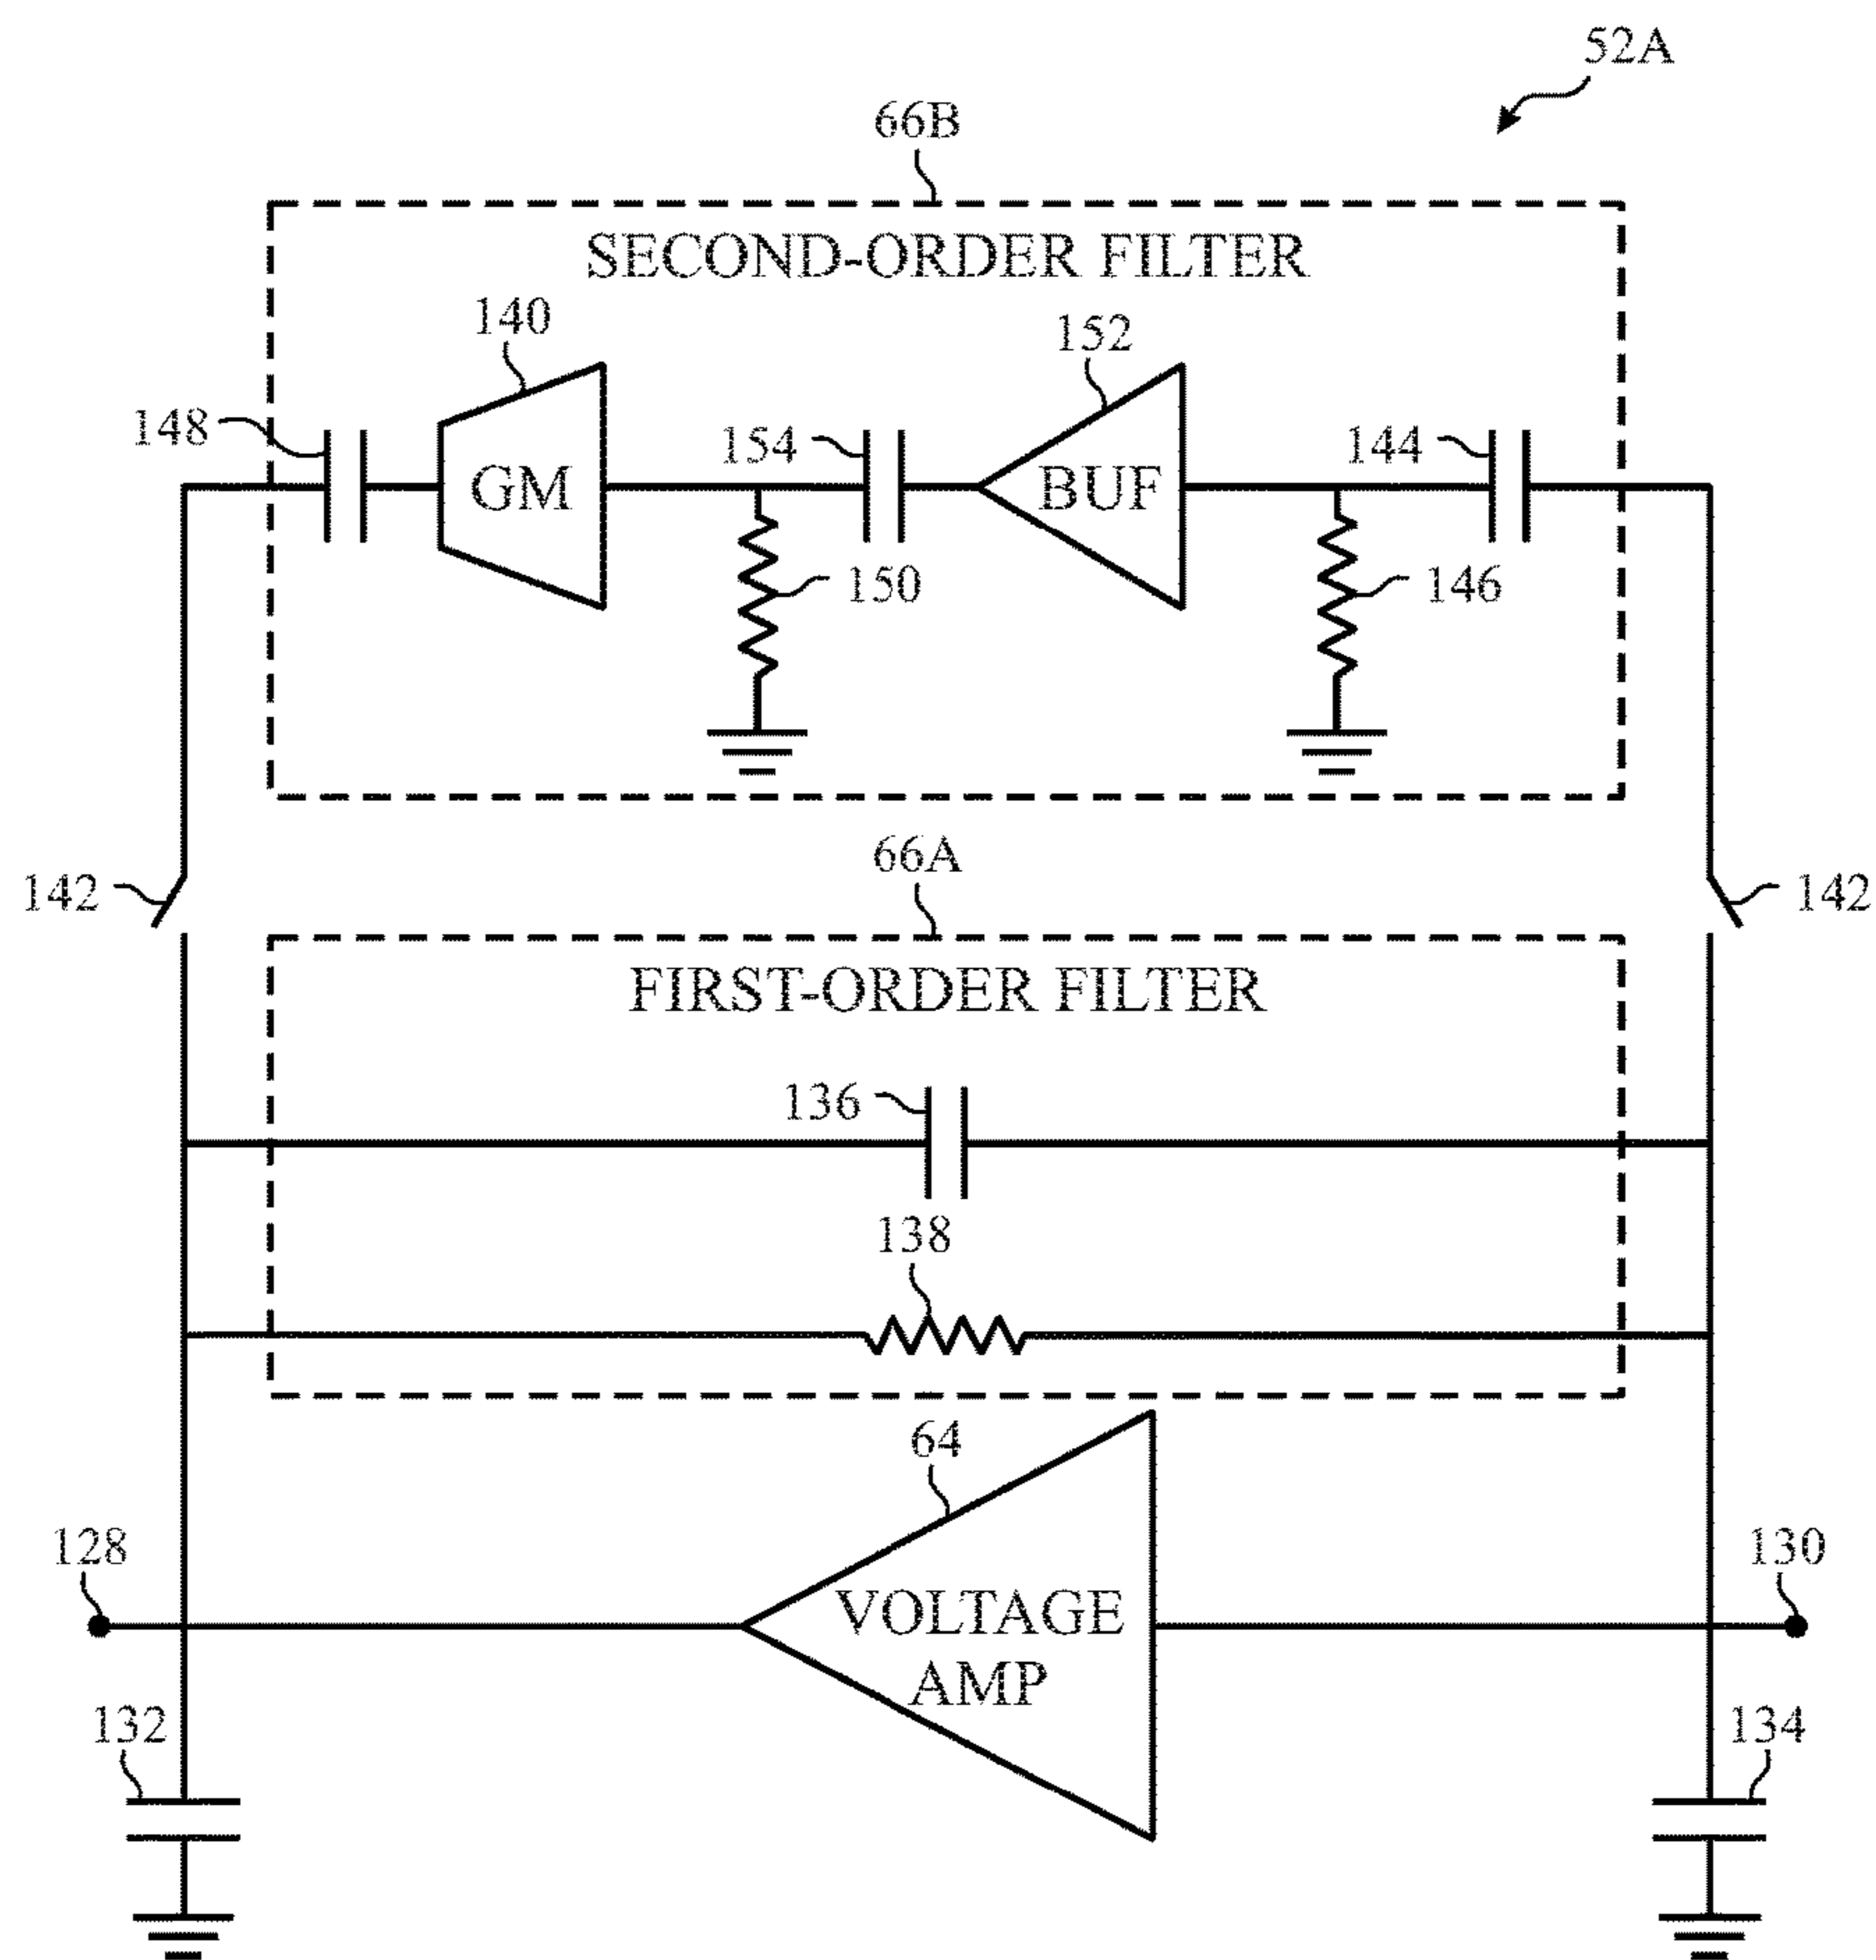 52A
66B
SECOND-ORDER FILTER
140
152
148
154
144
GM
BUF
150
146
66A
142
142
FIRST-ORDER FILTER
136
138
64
128
130
VOLTAGE
AMP
132
134